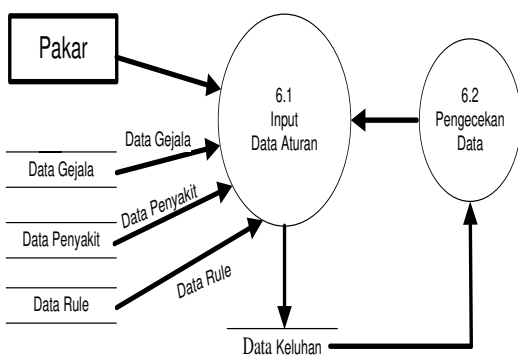 Pakar
6.1
Input
Data Aturan
6.2
Pengecekan
Data
Data Gejala
Data Gejala
Data Penyakit
Data Penyakit
Data Rule
Data Rule
Data Keluhan